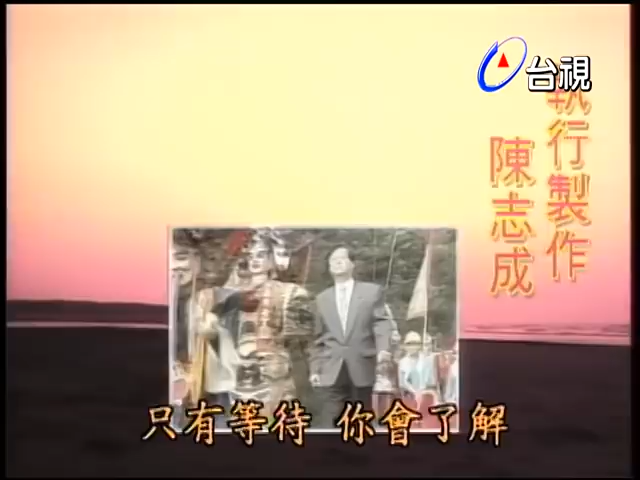 台視
執行製作
陳志成
只有等待 你會了解